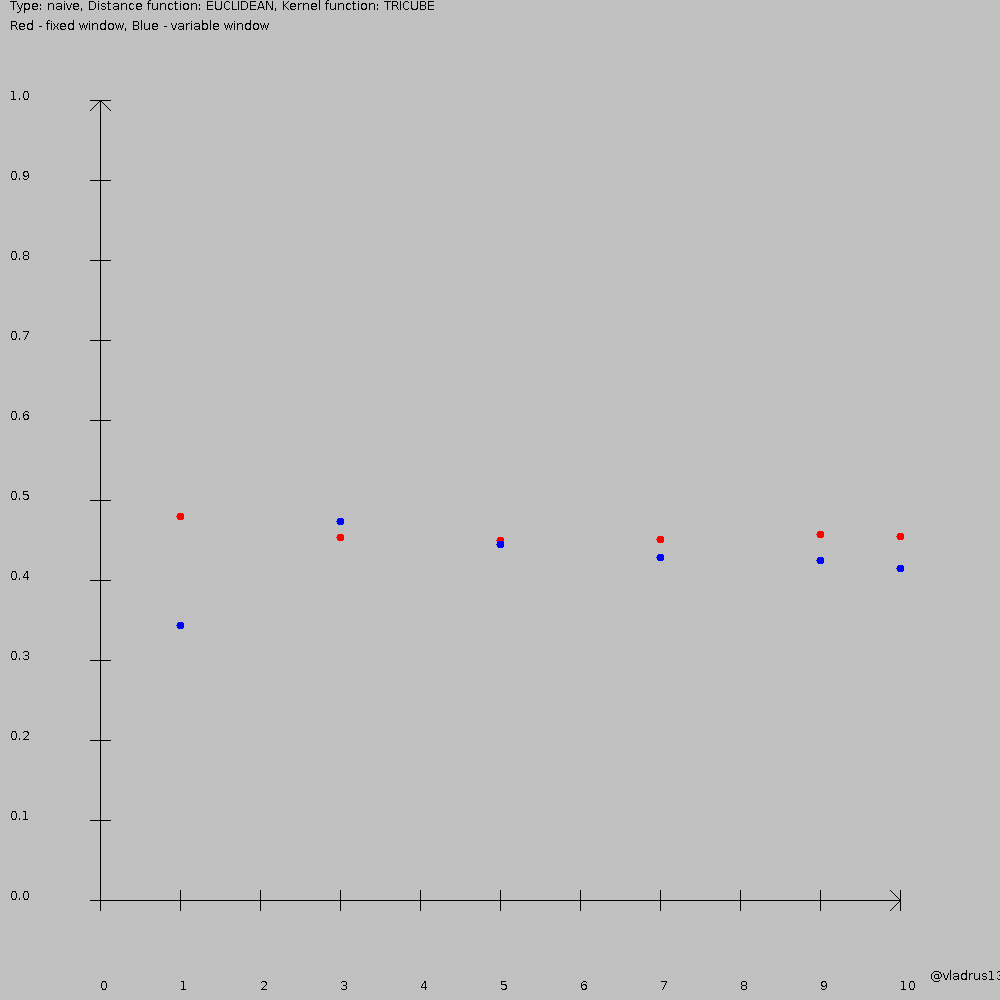 Type: naive, Distance function: EUCLIDEAN, Kernel function: TRICUBE
Red - fixed window, Blue - variable window
1.0
0.9
0.8
0.7
0.6
0.5
0.4
0.3
0.2
0.1
0.0
0 1 2 3 4 5 6 7 8 9 10
@vladrus13